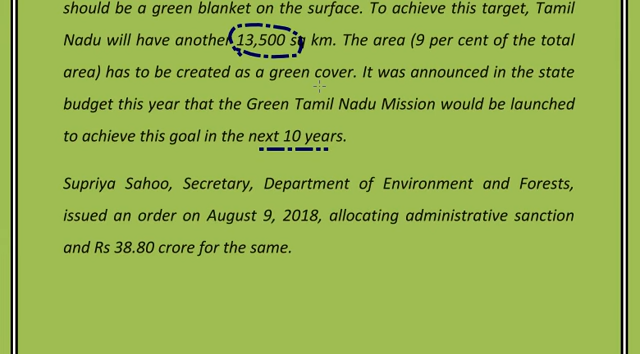 should be a green blanket on the surface. To achieve this target, Tamil
Nadu will have another 13,500 sq km. The area (9 per cent of the total
area) has to be created as a green cover. It was announced in the state
budget this year that the Green Tamil Nadu Mission would be launched
to achieve this goal in the next 10 years.
Supriya Sahoo, Secretary, Department of Environment and Forests,
issued an order on August 9, 2018, allocating administrative sanction
and Rs 38.80 crore for the same.